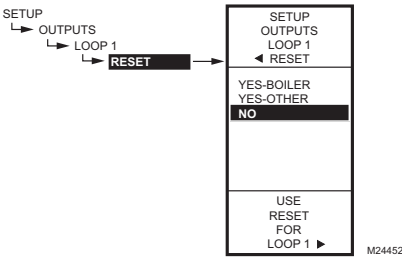 SETUP
OUTPUTS
LOOP 1
RESET
SETUP
OUTPUTS
LOOP 1
◄ RESET
YES-BOILER
YES-OTHER
NO
USE
RESET
FOR
LOOP 1 ►
M24452